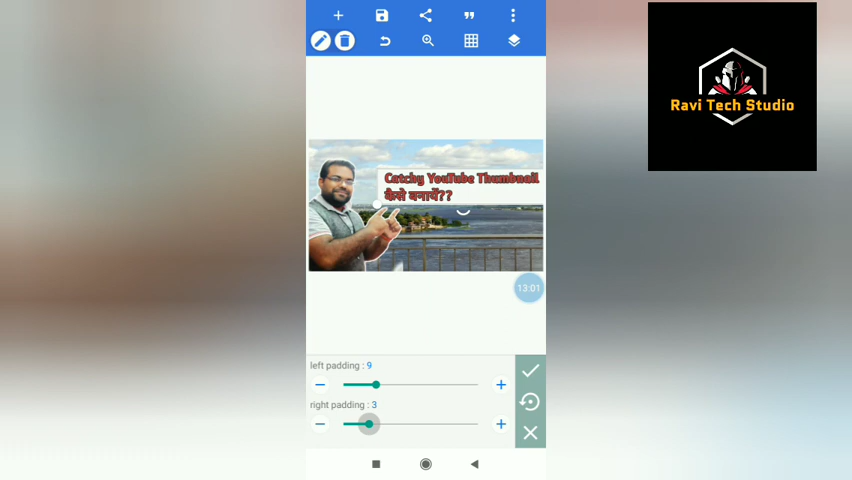 Ravi Tech Studio
Catchy YouTube Thumbnail
कैसे बनायें??
13:01
left padding : 9
right padding : 3